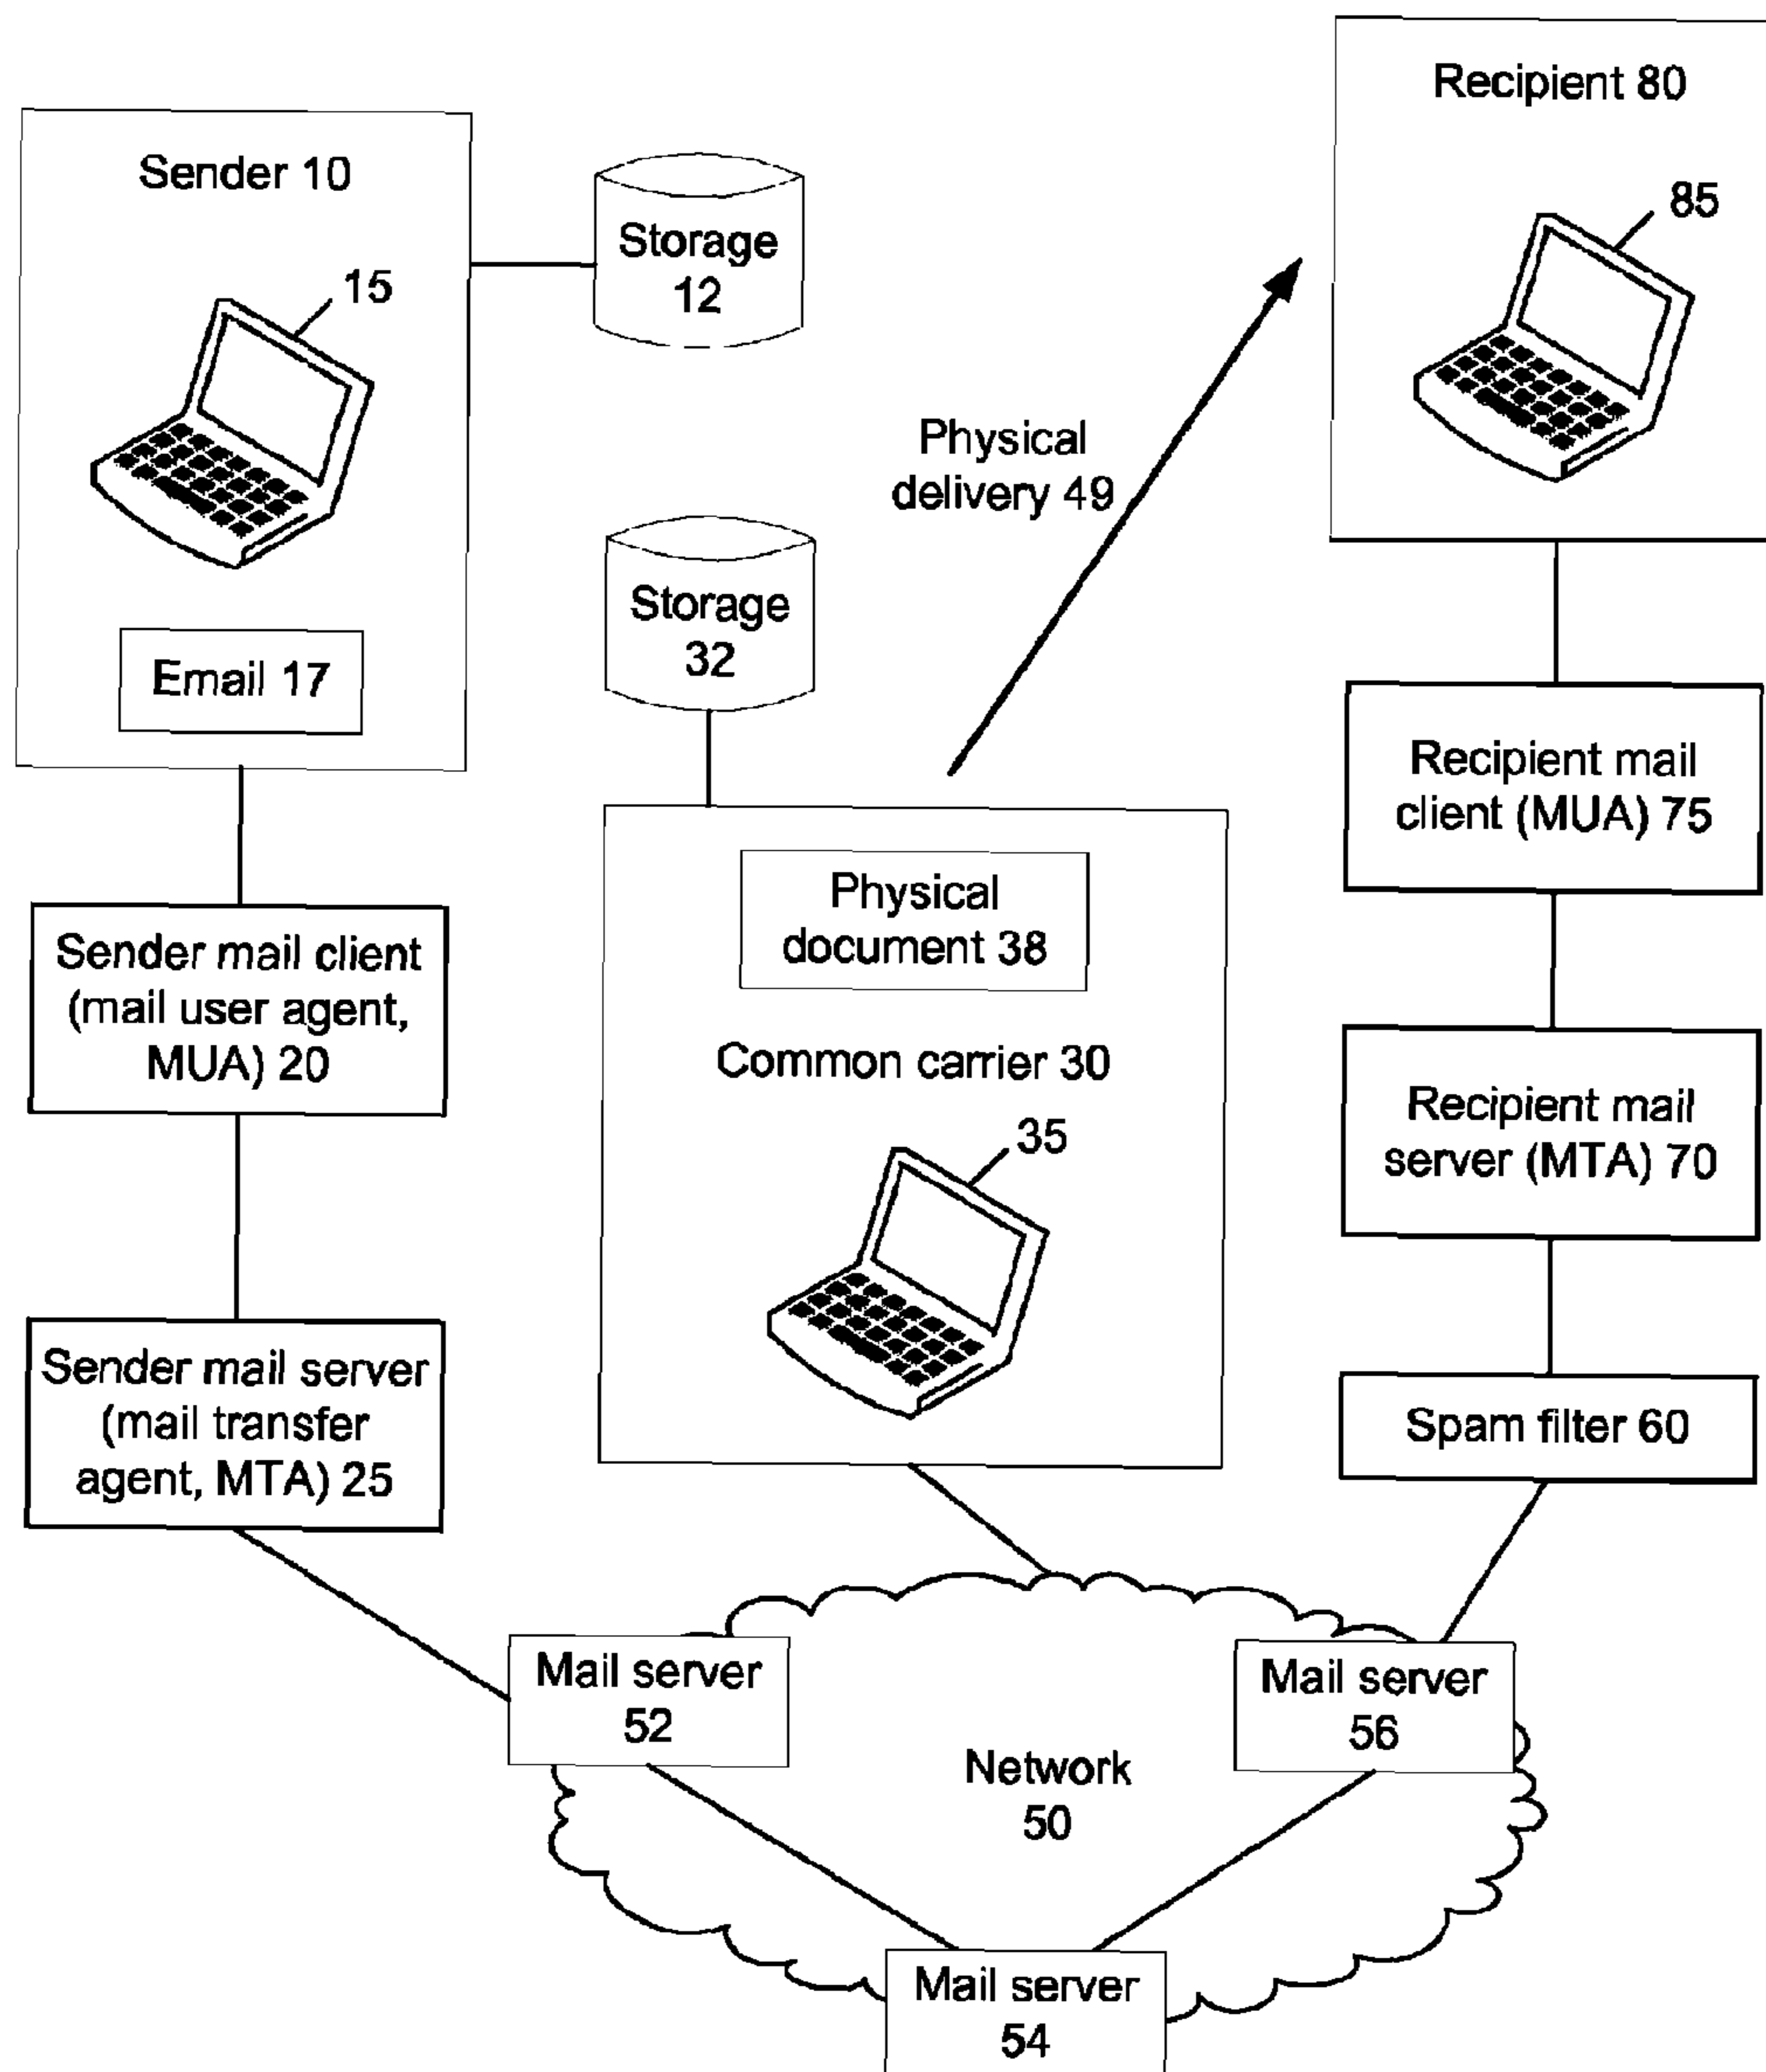 Recipient 80
85
Sender 10
15
Storage
12
Email 17
Physical
delivery 49
Storage
32
Recipient mail
client (MUA) 75
Physical
document 38
Common carrier 30
35
Sender mail client
(mail user agent,
MUA) 20
Recipient mail
server (MTA) 70
Sender mail server
(mail transfer
agent, MTA) 25
Spam filter 60
Mail server
52
Mail server
56
Network
50
Mail server
54